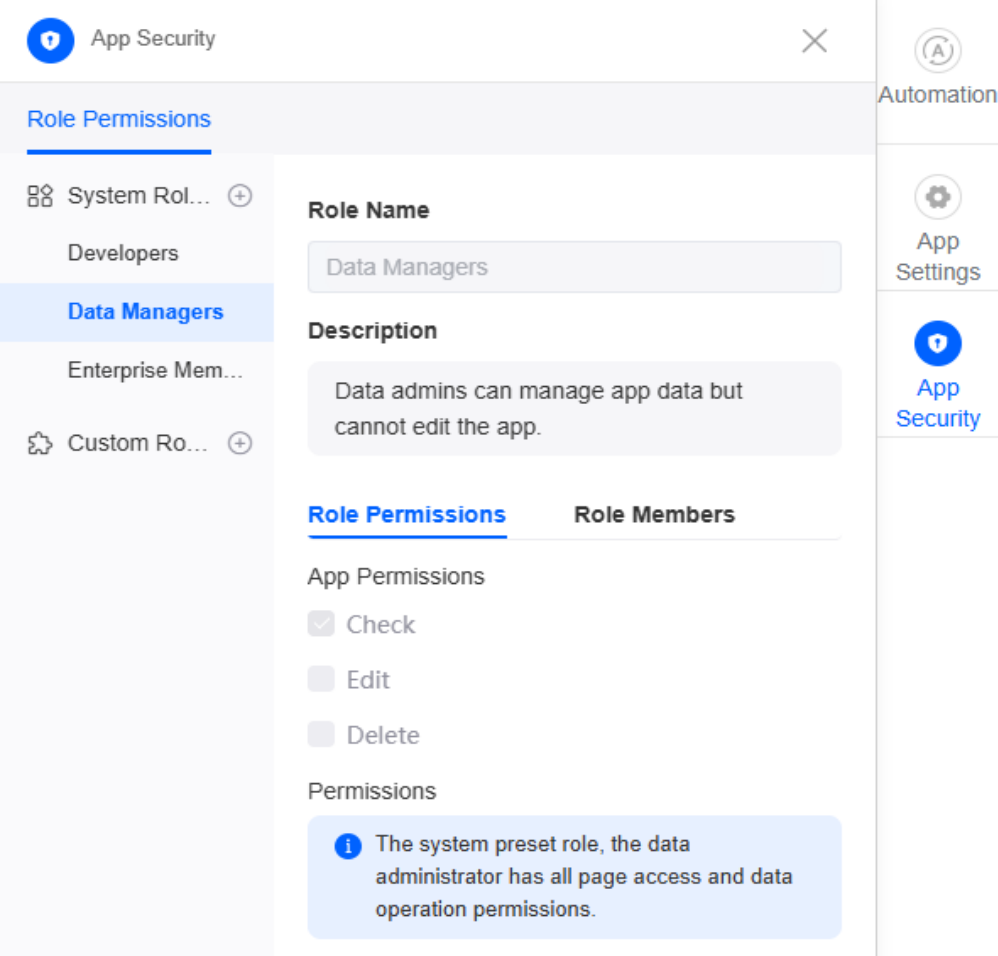 App Security
Role Permissions
System Rol...
Developers
Data Managers
Enterprise Mem...
Custom Ro...
Role Name
Data Managers
Description
Data admins can manage app data but
cannot edit the app.
Role Permissions
Role Members
App Permissions
Check
Edit
Delete
Permissions
The system preset role, the data
administrator has all page access and data
operation permissions.
Automation
App
Settings
App
Security